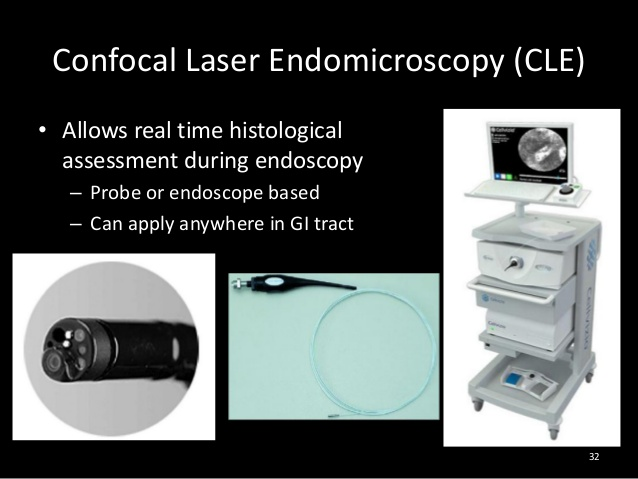 Confocal Laser Endomicroscopy (CLE)
• Allows real time histological
assessment during endoscopy
– Probe or endoscope based
– Can apply anywhere in GI tract
32